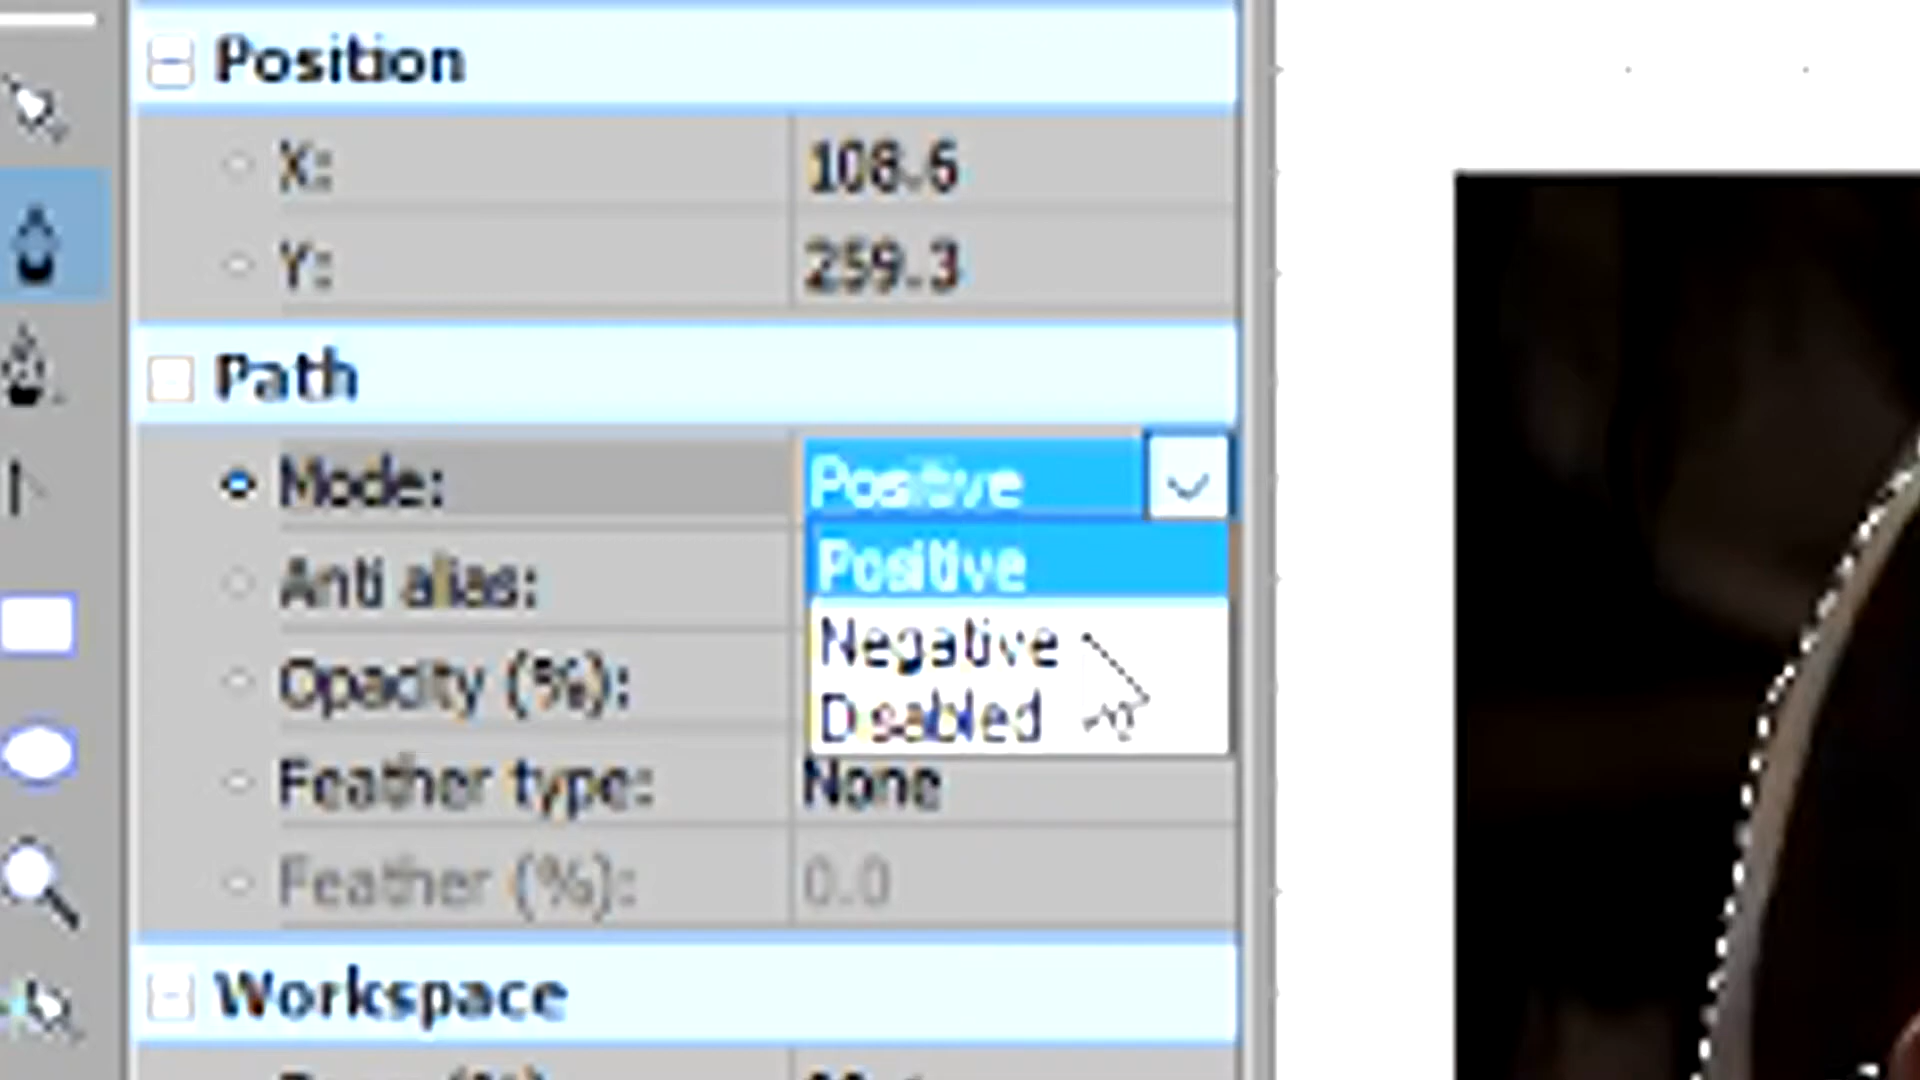 Position
X: 108.6
Y: 259.3
Path
Mode: Positive
Positive
Anti alias:
Negative
Opacity (%):
Disabled
Feather type: None
Feather (%): 0.0
Workspace